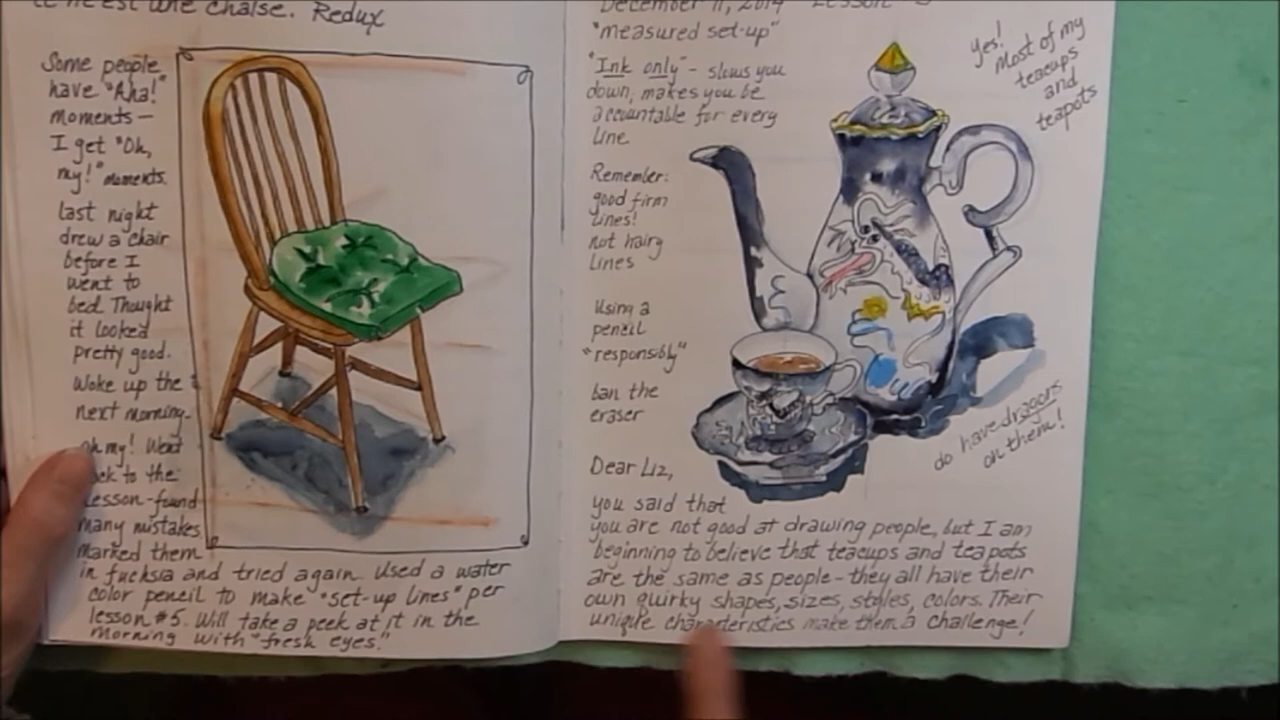 ce n'est une chaise. Redux
Some people
have "Aha!"
moments—
I get "Oh,
my!" moments.
Last night
drew a chair
before I
went to
bed. Thought
it looked
pretty good.
Woke up the
next morning—
oh my! Went
back to the
lesson-found
many mistakes
marked them
in fuchsia and tried again. Used a water
color pencil to make "set-up lines" per
lesson #5. Will take a peek at it in the
morning with "fresh eyes."
December 11, 2014 Lesson
"measured set-up"
"Ink only" - slows you
down, makes you be
accountable for every
line.
Remember:
good firm
lines!
not hairy
lines
Using a
pencil
"responsibly"
ban the
eraser
Yes!
Most of my
teacups
and
teapots
do have dragons
on them!
Dear Liz,
you said that
you are not good at drawing people, but I am
beginning to believe that teacups and teapots
are the same as people - they all have their
own quirky shapes, sizes, styles, colors. Their
unique characteristics make them a challenge!